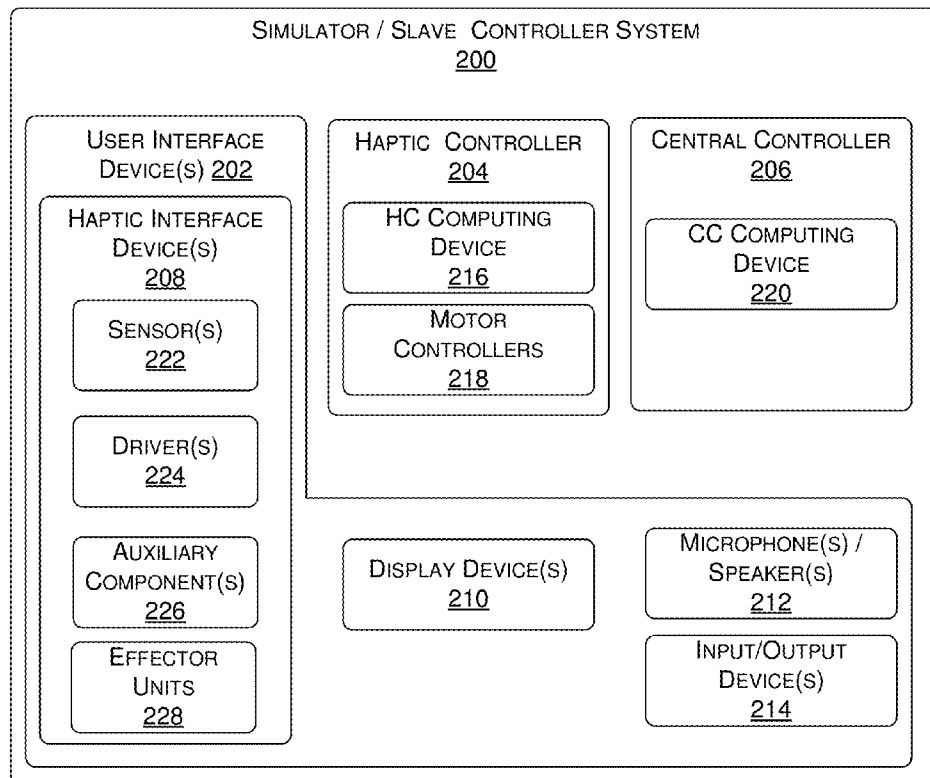 SIMULATOR / SLAVE CONTROLLER SYSTEM
200
USER INTERFACE
DEVICE(S) 202
HAPTIC INTERFACE
DEVICE(S)
208
SENSOR(S)
222
DRIVER(S)
224
AUXILIARY
COMPONENT(S)
226
EFFECTOR
UNITS
228
HAPTIC CONTROLLER
204
HC COMPUTING
DEVICE
216
MOTOR
CONTROLLERS
218
CENTRAL CONTROLLER
206
CC COMPUTING
DEVICE
220
DISPLAY DEVICE(S)
210
MICROPHONE(S) /
SPEAKER(S)
212
INPUT/OUTPUT
DEVICE(S)
214